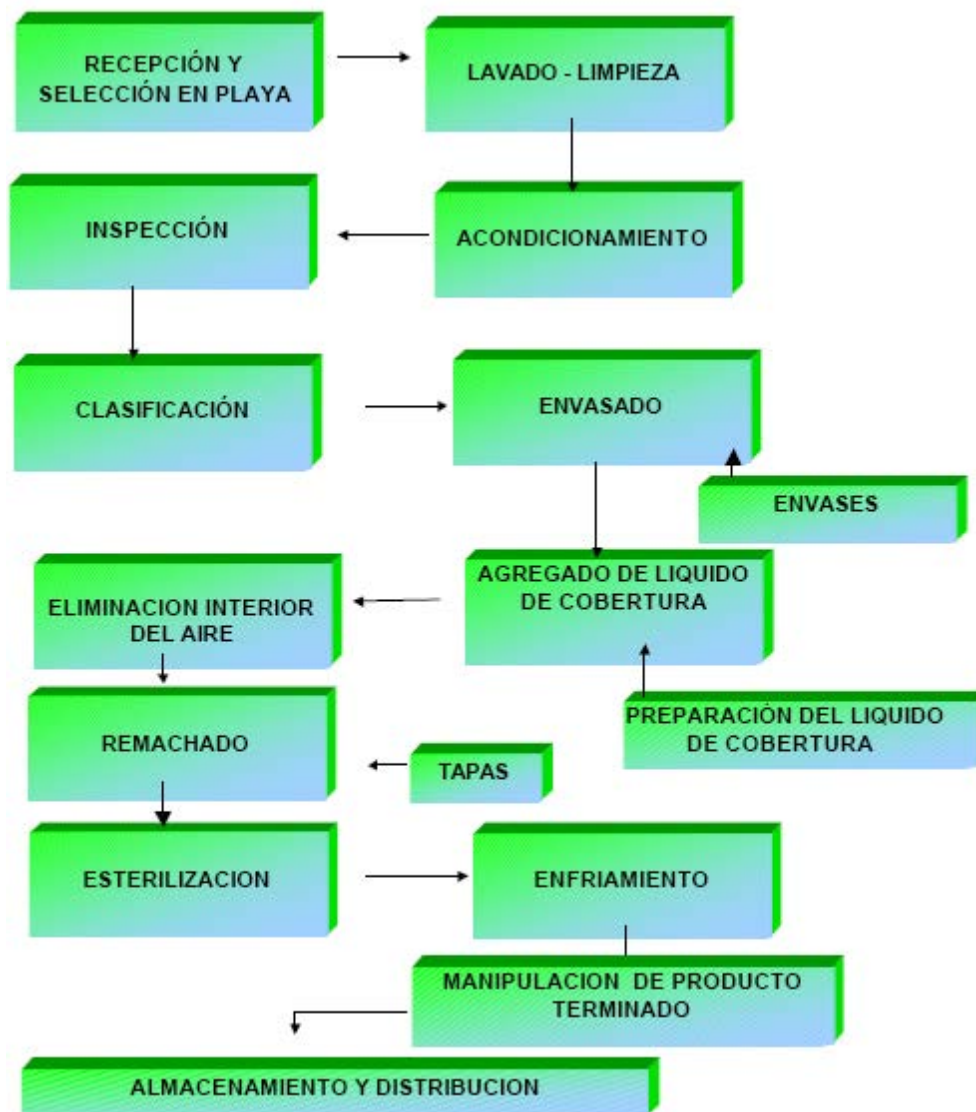 RECEPCIÓN Y
SELECCIÓN EN PLAYA
LAVADO - LIMPIEZA
INSPECCIÓN
ACONDICIONAMIENTO
CLASIFICACIÓN
ENVASADO
ENVASES
AGREGADO DE LIQUIDO
DE COBERTURA
ELIMINACION INTERIOR
DEL AIRE
PREPARACIÓN DEL LIQUIDO
DE COBERTURA
REMACHADO
TAPAS
ESTERILIZACION
ENFRIAMIENTO
MANIPULACION DE PRODUCTO
TERMINADO
ALMACENAMIENTO Y DISTRIBUCION